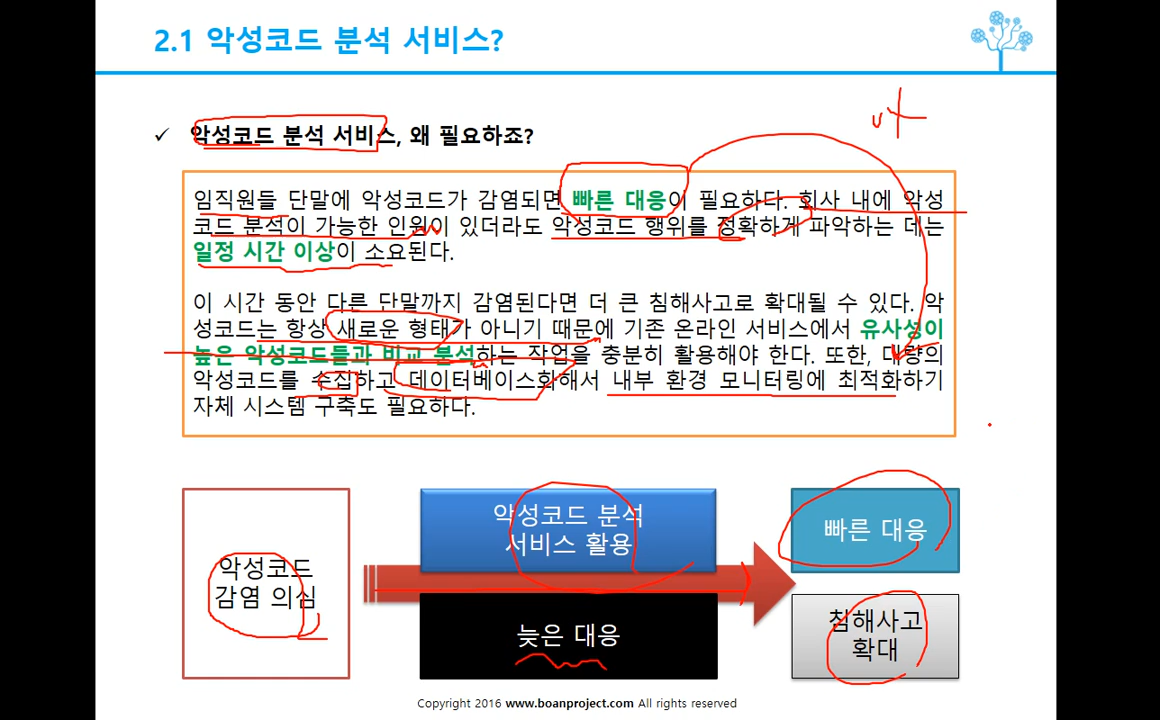 2.1 악성코드 분석 서비스?
✓ 악성코드 분석 서비스, 왜 필요하죠?
vt
임직원들 단말에 악성코드가 감염되면 빠른 대응이 필요하다. 회사 내에 악성
코드 분석이 가능한 인원이 있더라도 악성코드 행위를 정확하게 파악하는 데는
일정 시간 이상이 소요된다.
이 시간 동안 다른 단말까지 감염된다면 더 큰 침해사고로 확대될 수 있다. 악
성코드는 항상 새로운 형태가 아니기 때문에 기존 온라인 서비스에서 유사성이
높은 악성코드들과 비교 분석하는 작업을 충분히 활용해야 한다. 또한, 대량의
악성코드를 수집하고 데이터베이스화해서 내부 환경 모니터링에 최적화하기
자체 시스템 구축도 필요하다.
악성코드
감염 의심
악성코드 분석
서비스 활용
늦은 대응
빠른 대응
침해사고
확대
Copyright 2016 www.boanproject.com All rights reserved